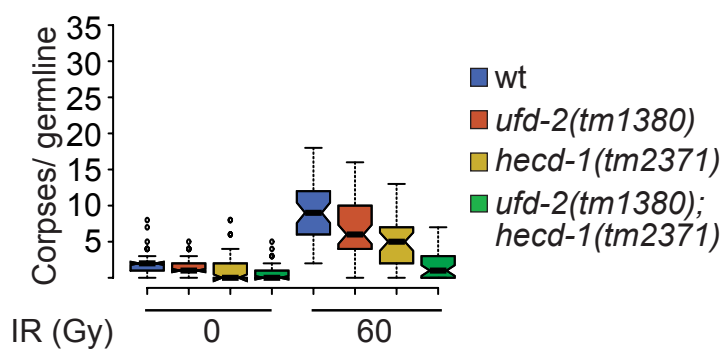 Corpses/ germline
35
30
25
20
15
10
5
IR (Gy)
0
60
wt
ufd-2(tm1380)
hecd-1(tm2371)
ufd-2(tm1380);
hecd-1(tm2371)